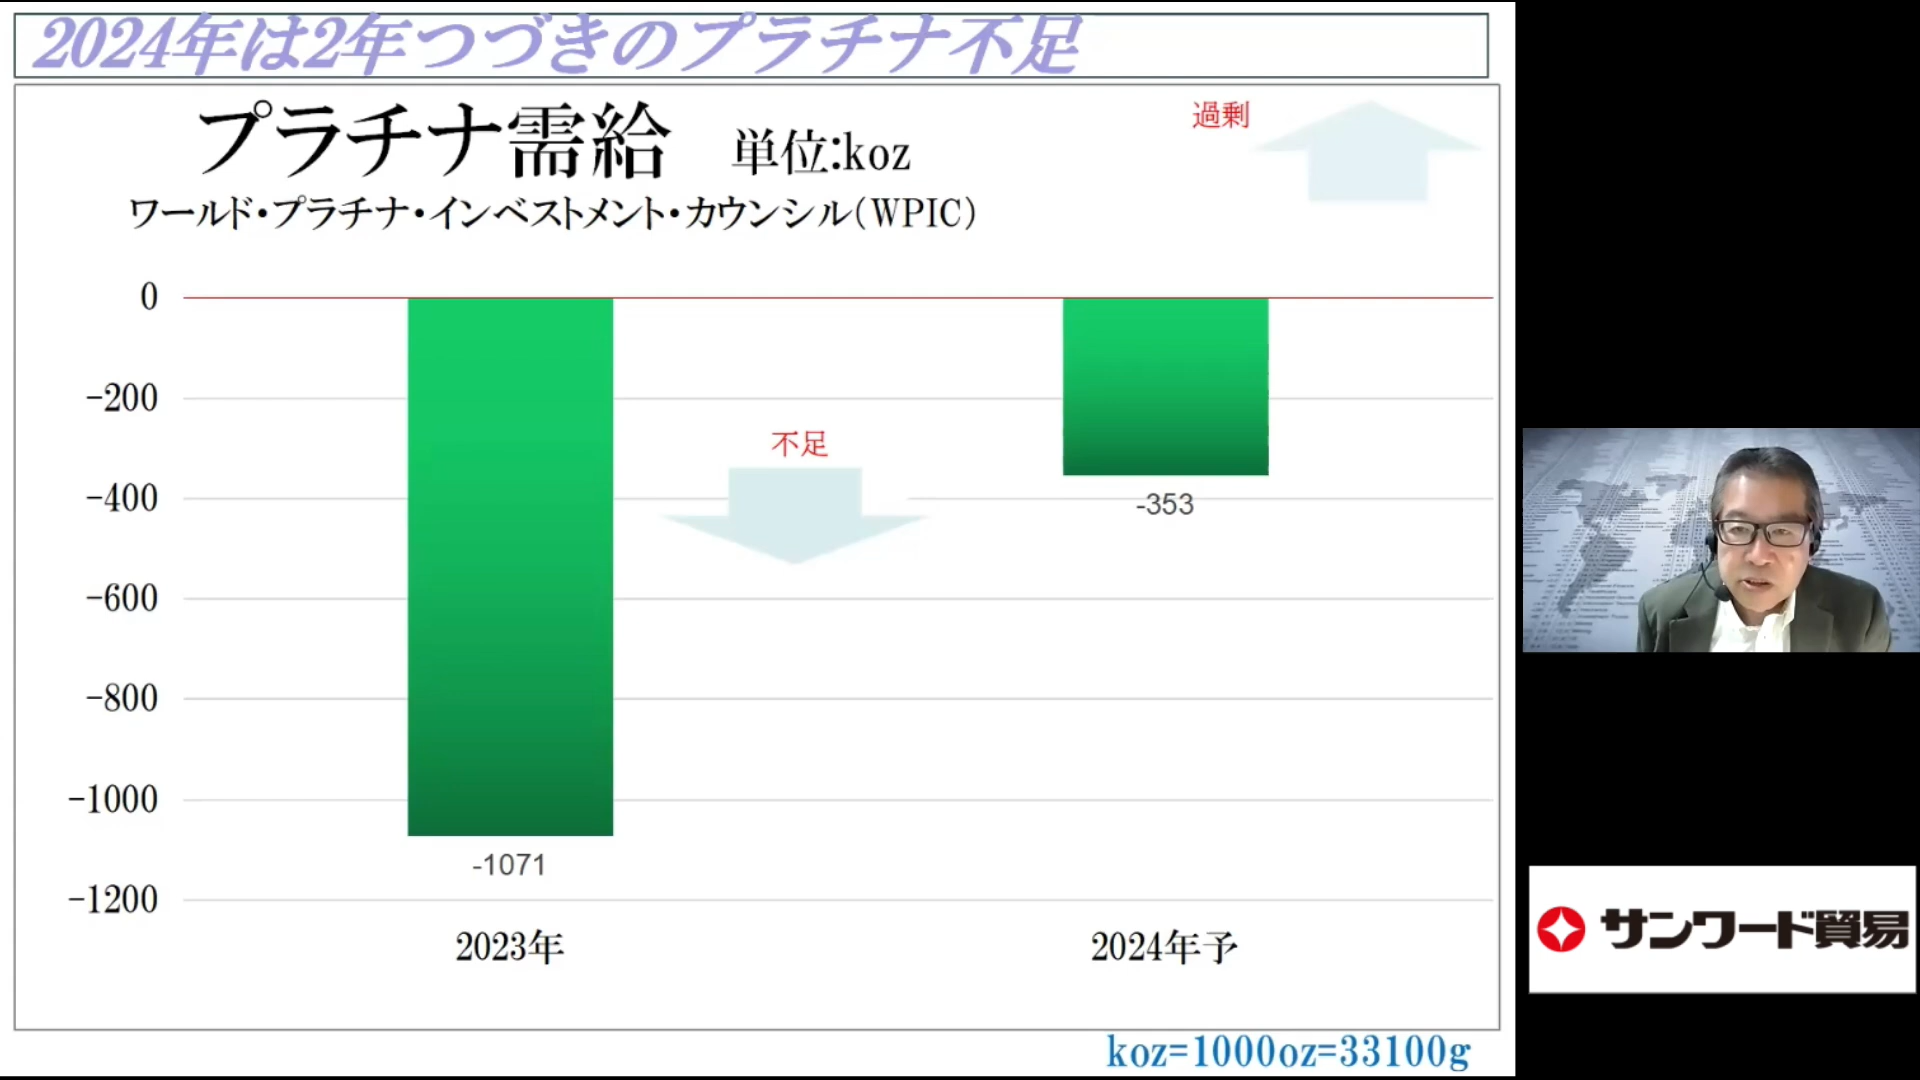 2024年は2年つづきのプラチナ不足
プラチナ需給 単位:koz
過剰
ワールド・プラチナ・インベストメント・カウンシル(WPIC)
0
-200
不足
-400
-353
-600
-800
-1000
-1071
-1200
2023年
2024年予
koz=1000oz=33100g
サンワード貿易